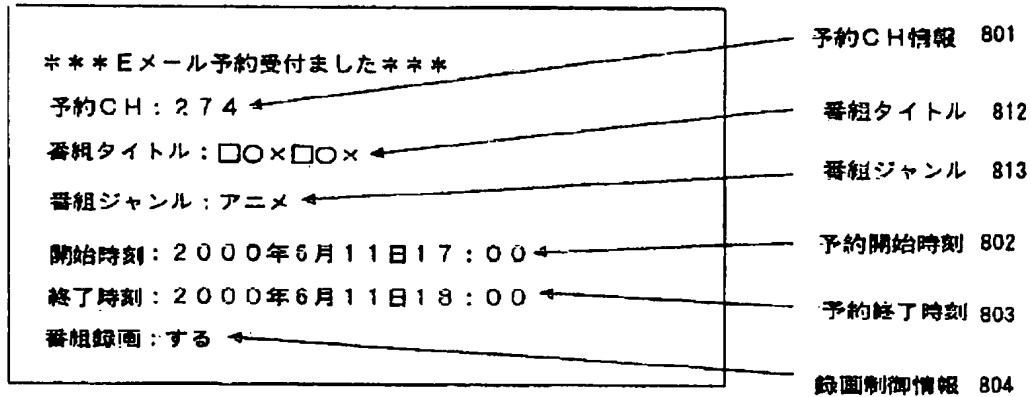 ＊＊＊Ｅメール予約受付ました＊＊＊
予約ＣＨ：２７４
番組タイトル：□○×□○×
番組ジャンル：アニメ
開始時刻：２０００年６月１１日１７：００
終了時刻：２０００年６月１１日１８：００
番組録画：する
予約ＣＨ情報 801
番組タイトル 812
番組ジャンル 813
予約開始時刻 802
予約終了時刻 803
録画制御情報 804